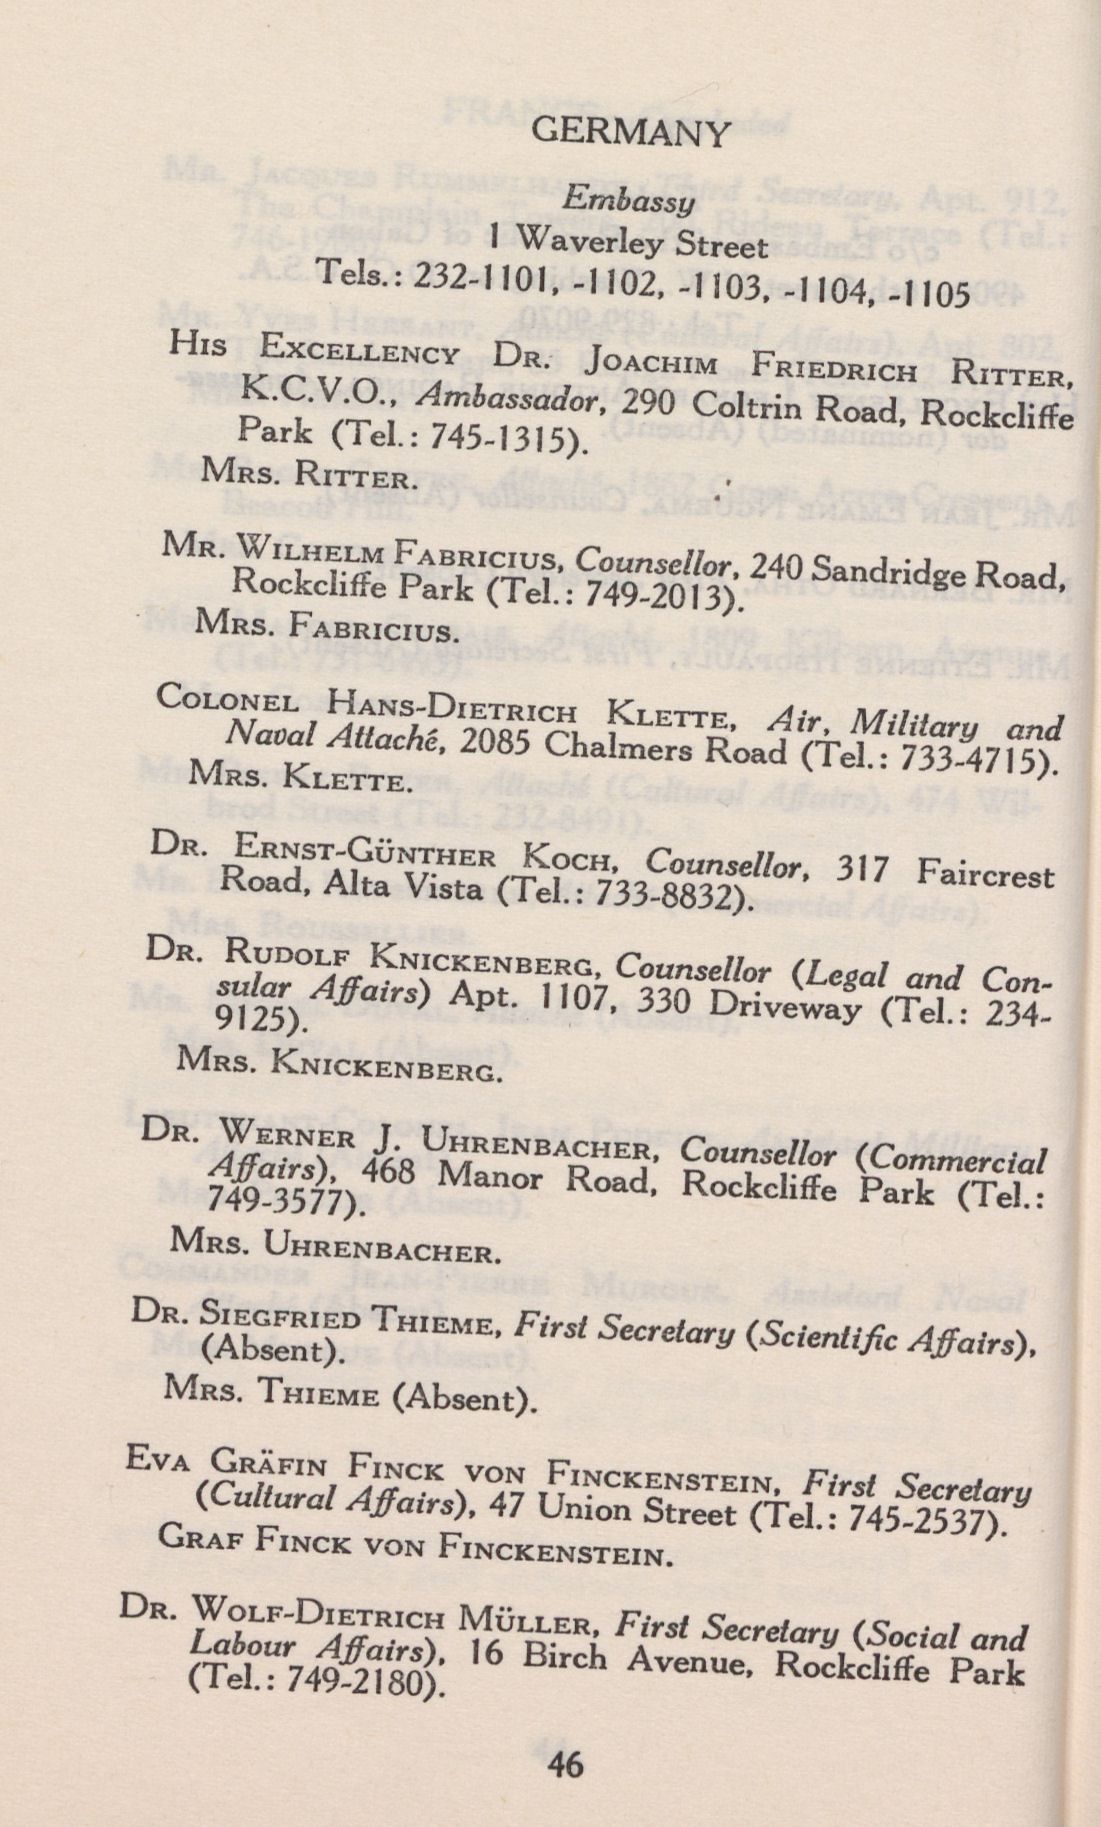 GERMANY
Embassy
1 Waverley Street
Tels.: 232-1101, -1102, -1103, -1104, -1105
HIS EXCELLENCY DR. JOACHIM FRIEDRICH RITTER,
K.C.V.O., Ambassador, 290 Coltrin Road, Rockcliffe
Park (Tel.: 745-1315).
MRS. RITTER.
MR. WILHELM FABRICIUS, Counsellor, 240 Sandridge Road,
Rockcliffe Park (Tel.: 749-2013).
MRS. FABRICIUS.
COLONEL HANS-DIETRICH KLETTE, Air, Military and
Naval Attaché, 2085 Chalmers Road (Tel.: 733-4715).
MRS. KLETTE.
DR. ERNST-GÜNTHER KOCH, Counsellor, 317 Faircrest
Road, Alta Vista (Tel.: 733-8832).
DR. RUDOLF KNICKENBERG, Counsellor (Legal and Con-
sular Affairs) Apt. 1107, 330 Driveway (Tel.: 234-
9125).
MRS. KNICKENBERG.
DR. WERNER J. UHRENBACHER, Counsellor (Commercial
Affairs), 468 Manor Road, Rockcliffe Park (Tel.:
749-3577).
MRS. UHRENBACHER.
DR. SIEGFRIED THIEME, First Secretary (Scientific Affairs),
(Absent).
MRS. THIEME (Absent).
EVA GRÄFIN FINCK VON FINCKENSTEIN, First Secretary
(Cultural Affairs), 47 Union Street (Tel.: 745-2537).
GRAF FINCK VON FINCKENSTEIN.
DR. WOLF-DIETRICH MÜLLER, First Secretary (Social and
Labour Affairs), 16 Birch Avenue, Rockcliffe Park
(Tel.: 749-2180).
46